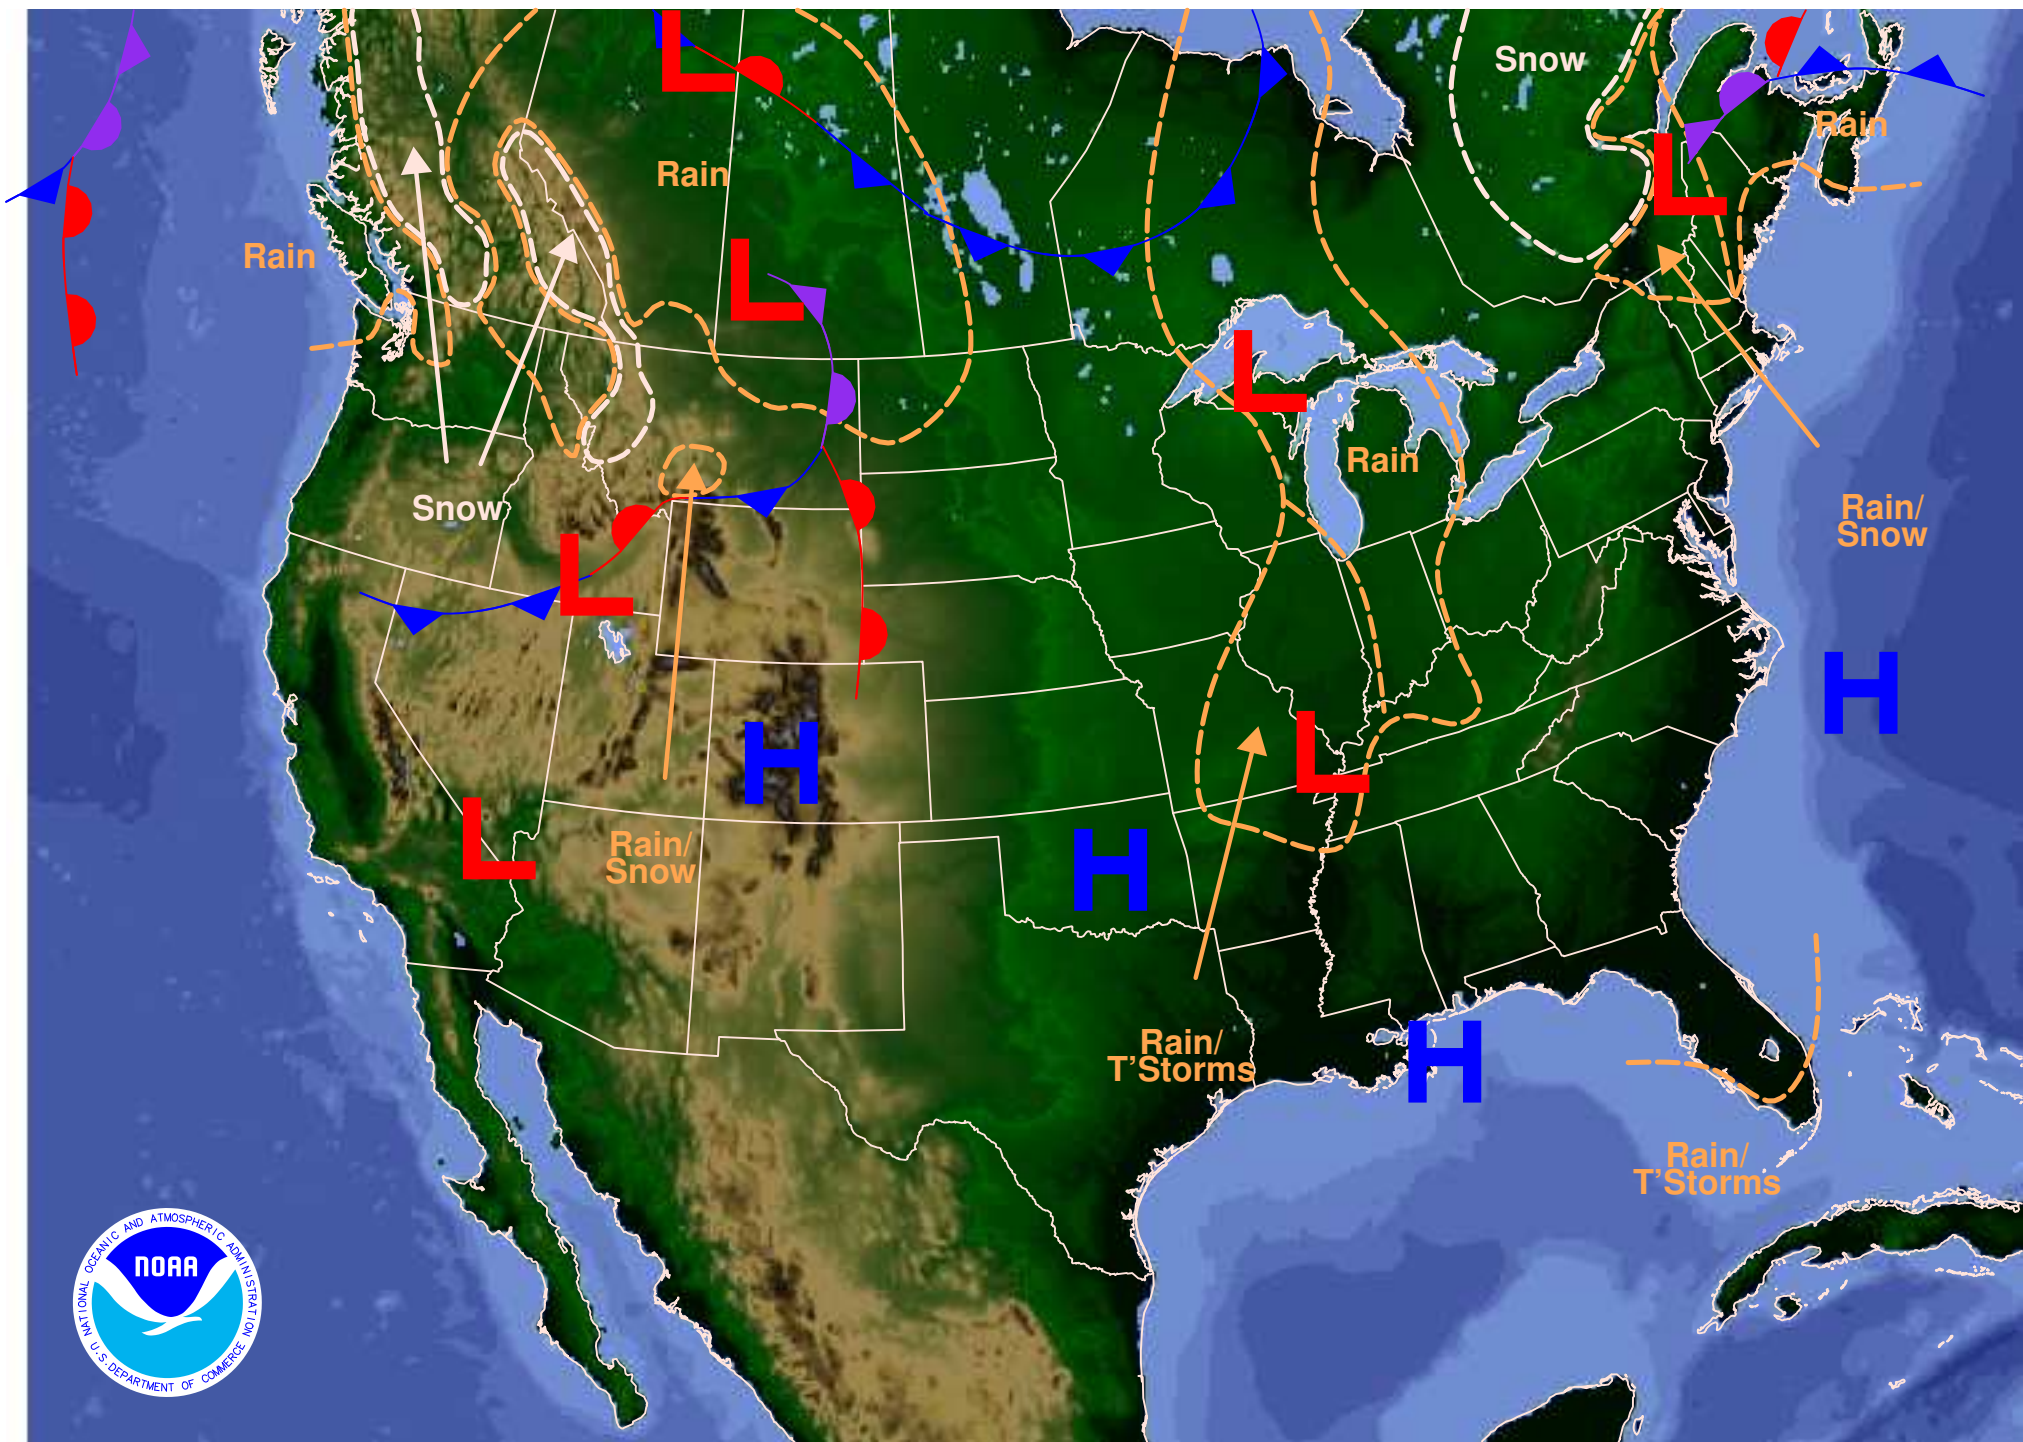 L
Snow
Rain
L
Rain
L
Rain
L
Rain
Snow
Rain/
Snow
L
H
H
L
Rain/
Snow
H
L
Rain/
T'Storms
H
Rain/
T'Storms
NATIONAL OCEANIC AND ATMOSPHERIC ADMINISTRATION
NOAA
U.S. DEPARTMENT OF COMMERCE